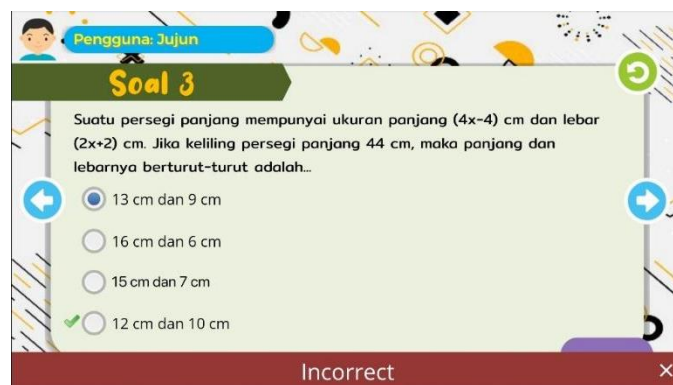 Pengguna: Jujun
Soal 3
Suatu persegi panjang mempunyai ukuran panjang (4x-4) cm dan lebar
(2x+2) cm. Jika keliling persegi panjang 44 cm, maka panjang dan
lebarnya berturut-turut adalah...
13 cm dan 9 cm
16 cm dan 6 cm
15 cm dan 7 cm
12 cm dan 10 cm
Incorrect